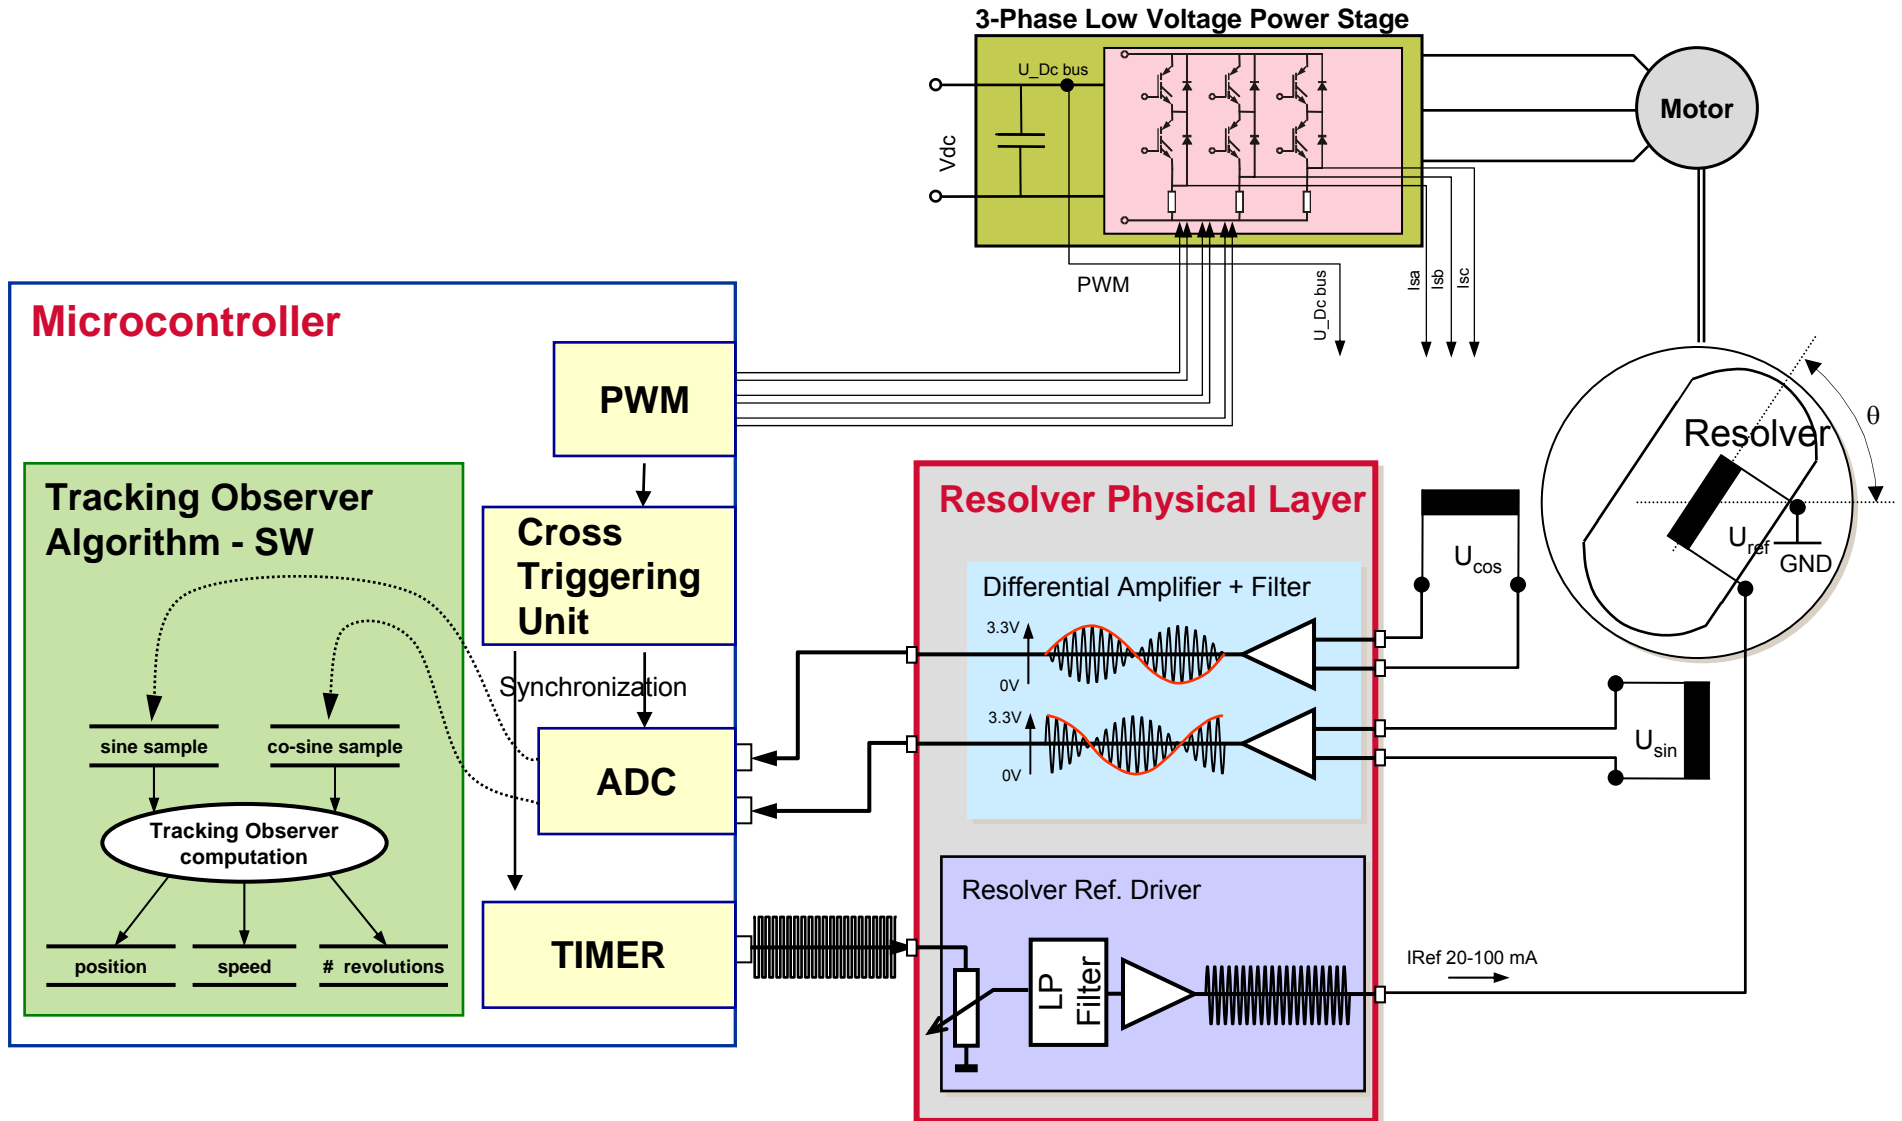 3-Phase Low Voltage Power Stage
U_Dc bus
Vdc
Motor
PWM
U_Dc bus
Isa
Isb
Isc
Microcontroller
PWM
Tracking Observer
Algorithm - SW
Cross
Triggering
Unit
Synchronization
sine sample
co-sine sample
ADC
Tracking Observer
computation
position
speed
# revolutions
TIMER
Resolver Physical Layer
Differential Amplifier + Filter
3.3V
0V
3.3V
0V
Resolver Ref. Driver
LP
Filter
IRef 20-100 mA
Ucos
Usin
Resolver
θ
Uref
GND